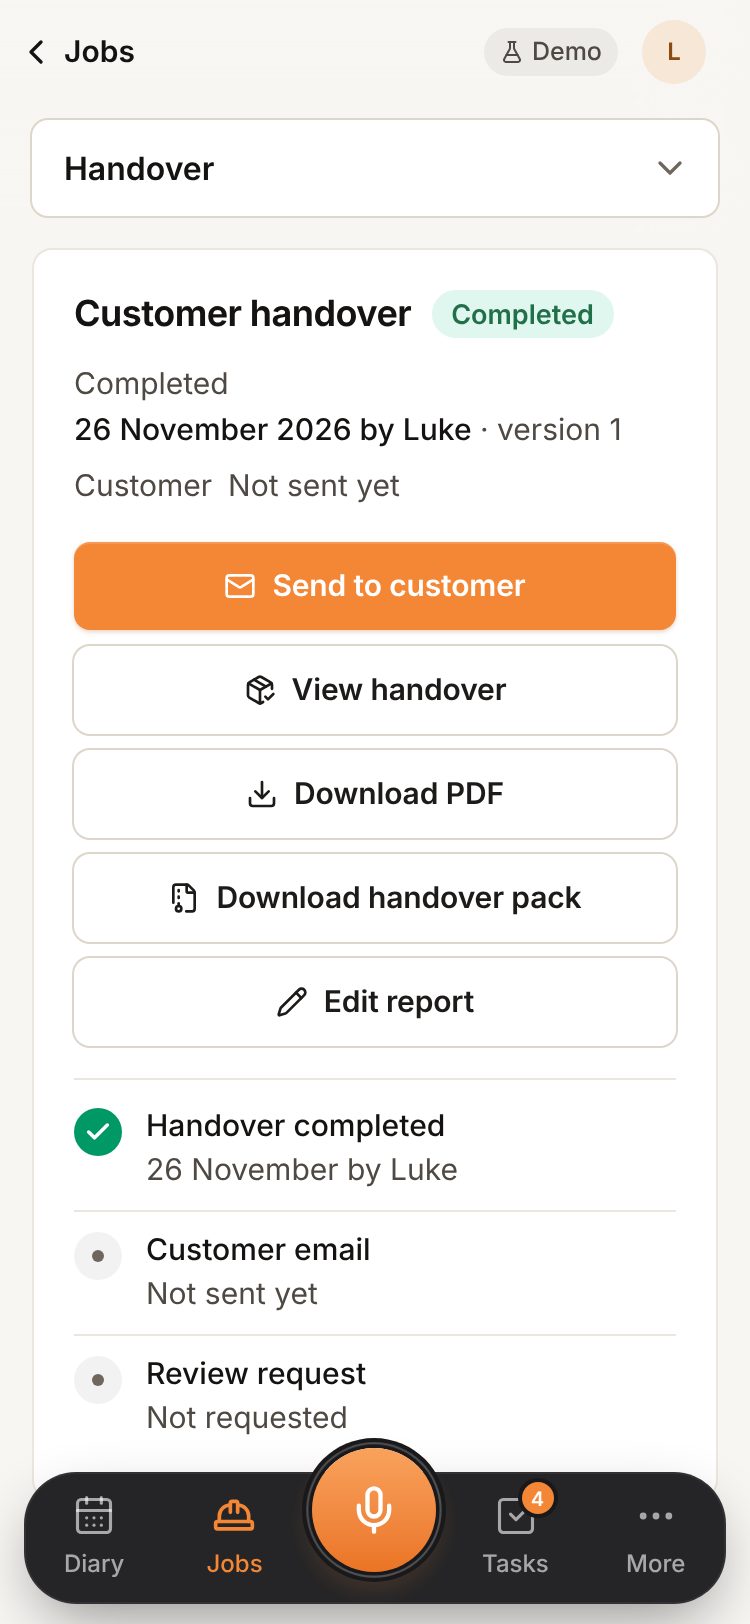 Jobs
Demo
L
Handover
Customer handover
Completed
Completed
26 November 2026 by Luke · version 1
Customer Not sent yet
Send to customer
View handover
Download PDF
Download handover pack
Edit report
Handover completed
26 November by Luke
Customer email
Not sent yet
Review request
Not requested
4
Diary
Jobs
Tasks
More